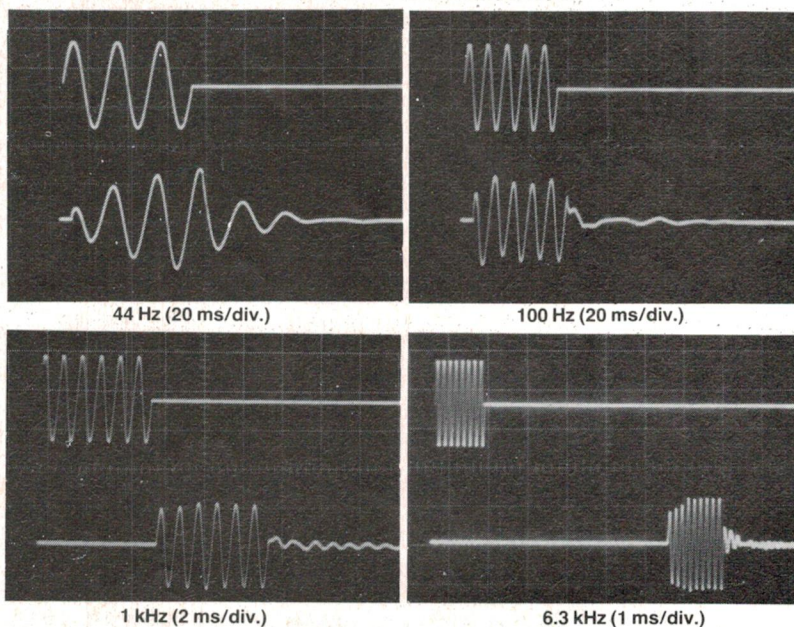 44 Hz (20 ms/div.)
100 Hz (20 ms/div.)
1 kHz (2 ms/div.)
6.3 kHz (1 ms/div.)